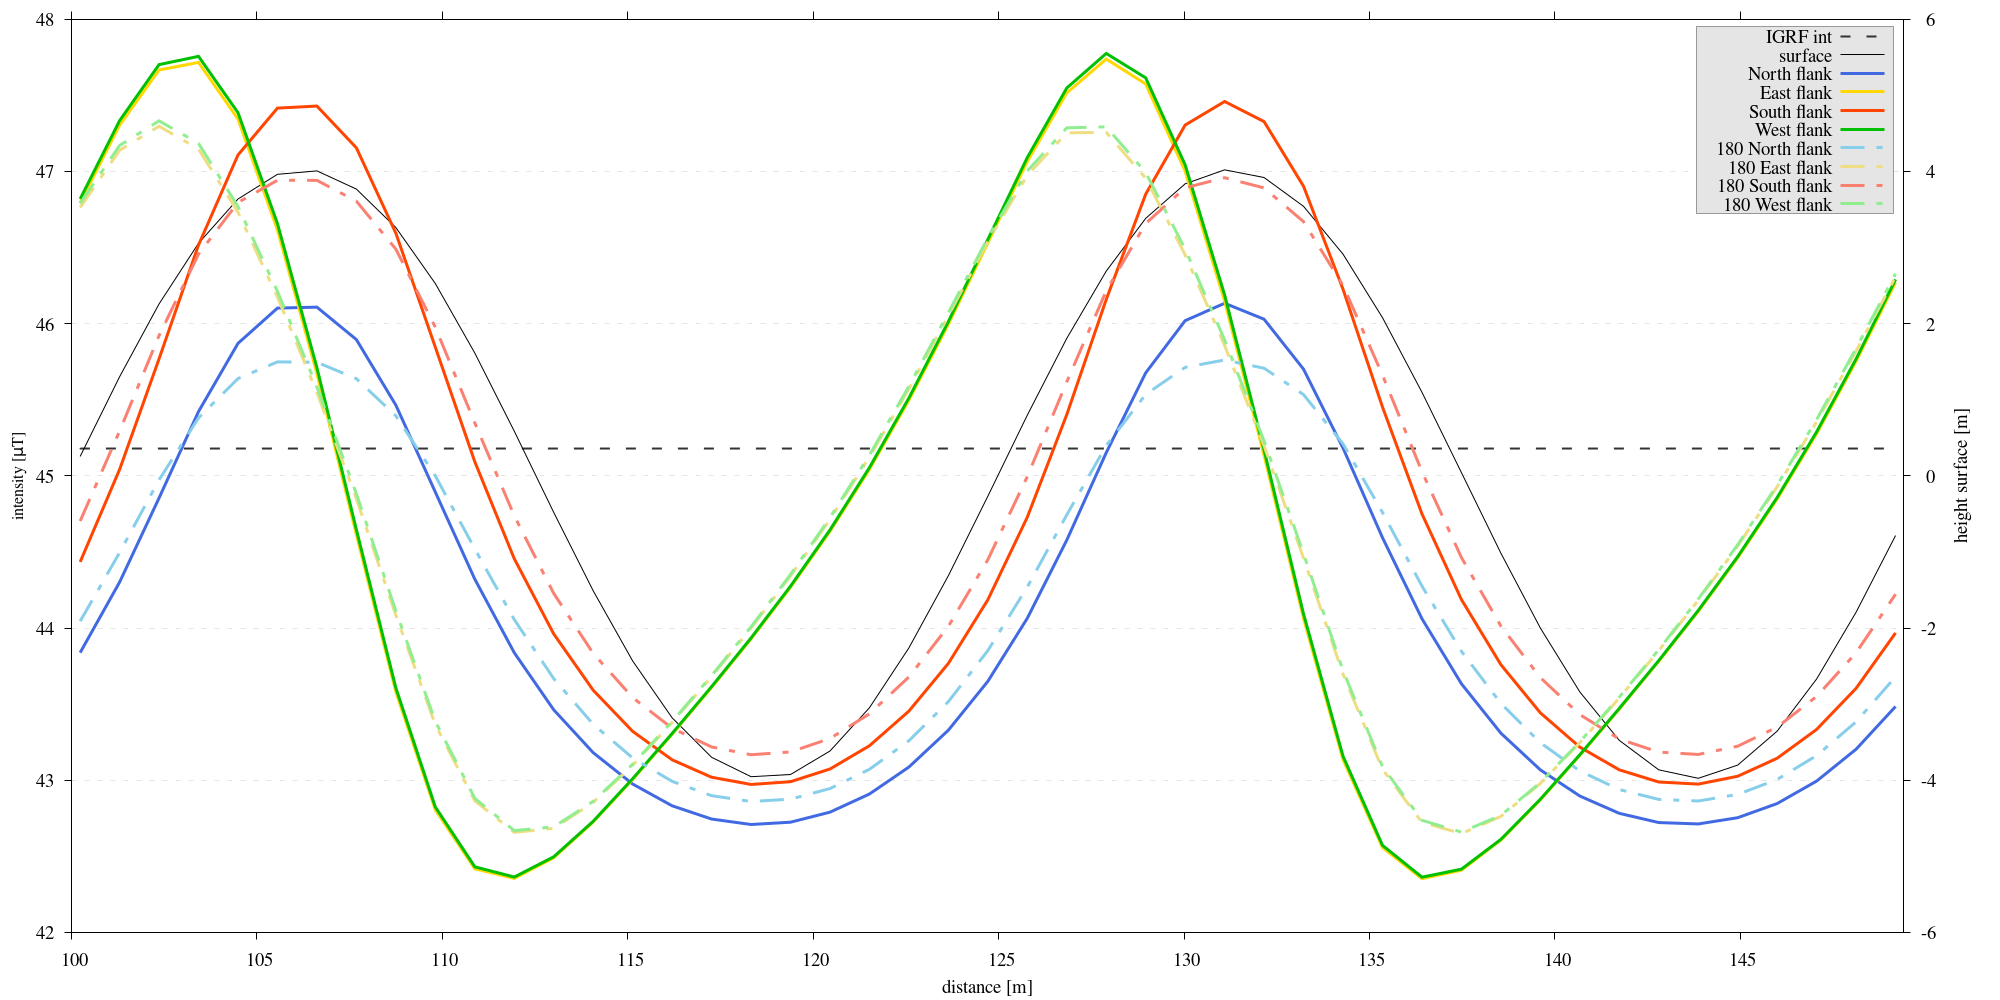 48
47
46
45
44
43
42
6
4
2
0
-2
-4
-6
100
105
110
115
120
125
130
135
140
145
distance [m]
intensity [µT]
height surface [m]
IGRF int
surface
North flank
East flank
South flank
West flank
180 North flank
180 East flank
180 South flank
180 West flank